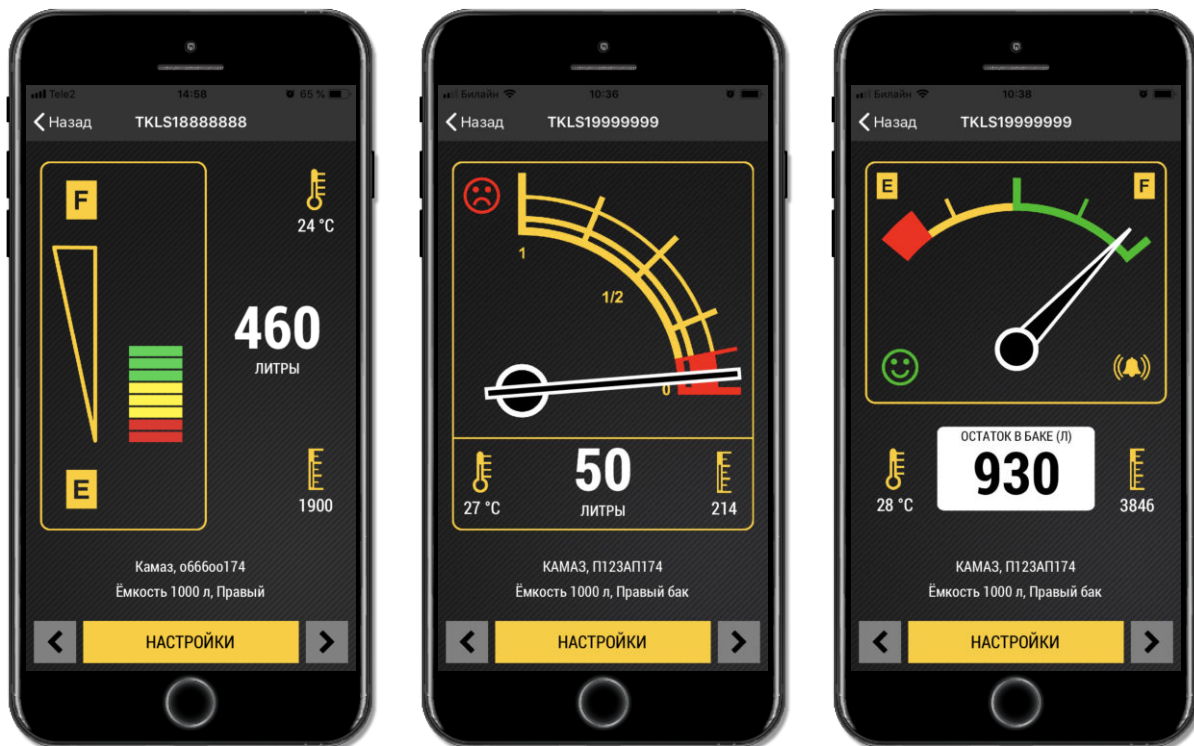 Tele2 14:58 65 %
Назад TKLS18888888
F
24 °C
460
ЛИТРЫ
E
1900
Камаз, о666оо174
Ёмкость 1000 л, Правый
НАСТРОЙКИ
Билайн 10:36
Назад TKLS19999999
1
1/2
0
27 °C
50
ЛИТРЫ
214
КАМАЗ, П123АП174
Ёмкость 1000 л, Правый бак
НАСТРОЙКИ
Билайн 10:38
Назад TKLS19999999
E F
ОСТАТОК В БАКЕ (Л)
930
28 °C
3846
КАМАЗ, П123АП174
Ёмкость 1000 л, Правый бак
НАСТРОЙКИ